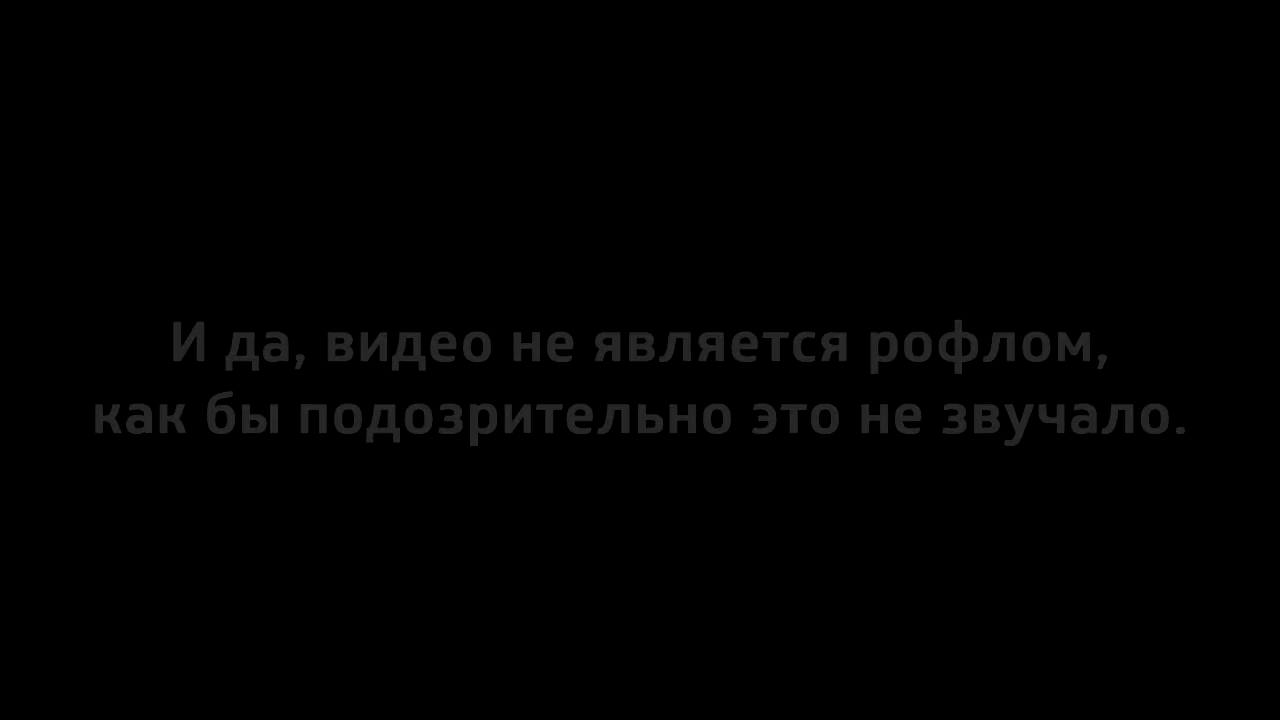 И да, видео не является рофлом,
как бы подозрительно это не звучало.